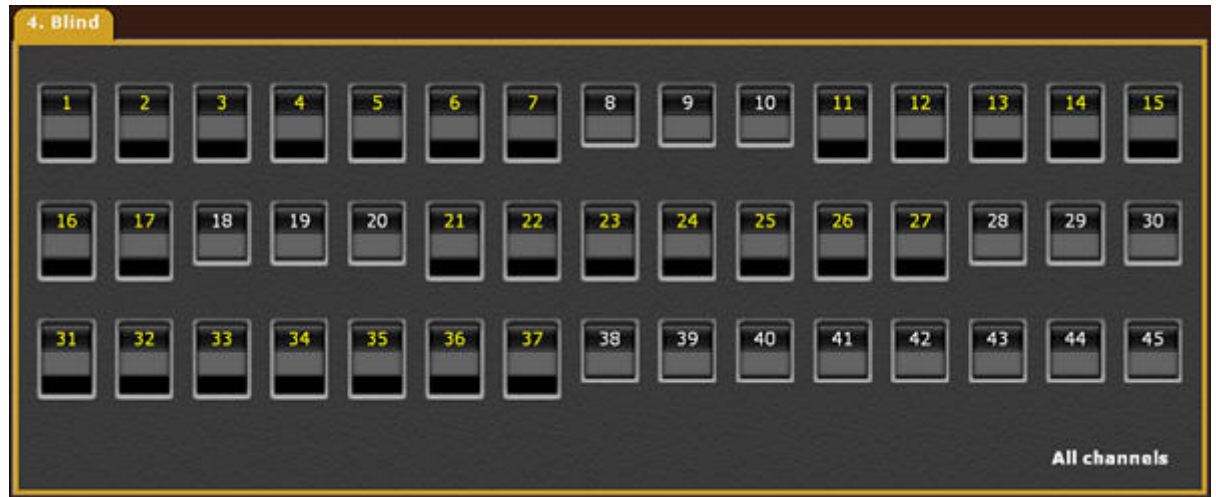 4. Blind
1 2 3 4 5 6 7 8 9 10 11 12 13 14 15
16 17 18 19 20 21 22 23 24 25 26 27 28 29 30
31 32 33 34 35 36 37 38 39 40 41 42 43 44 45
All channels